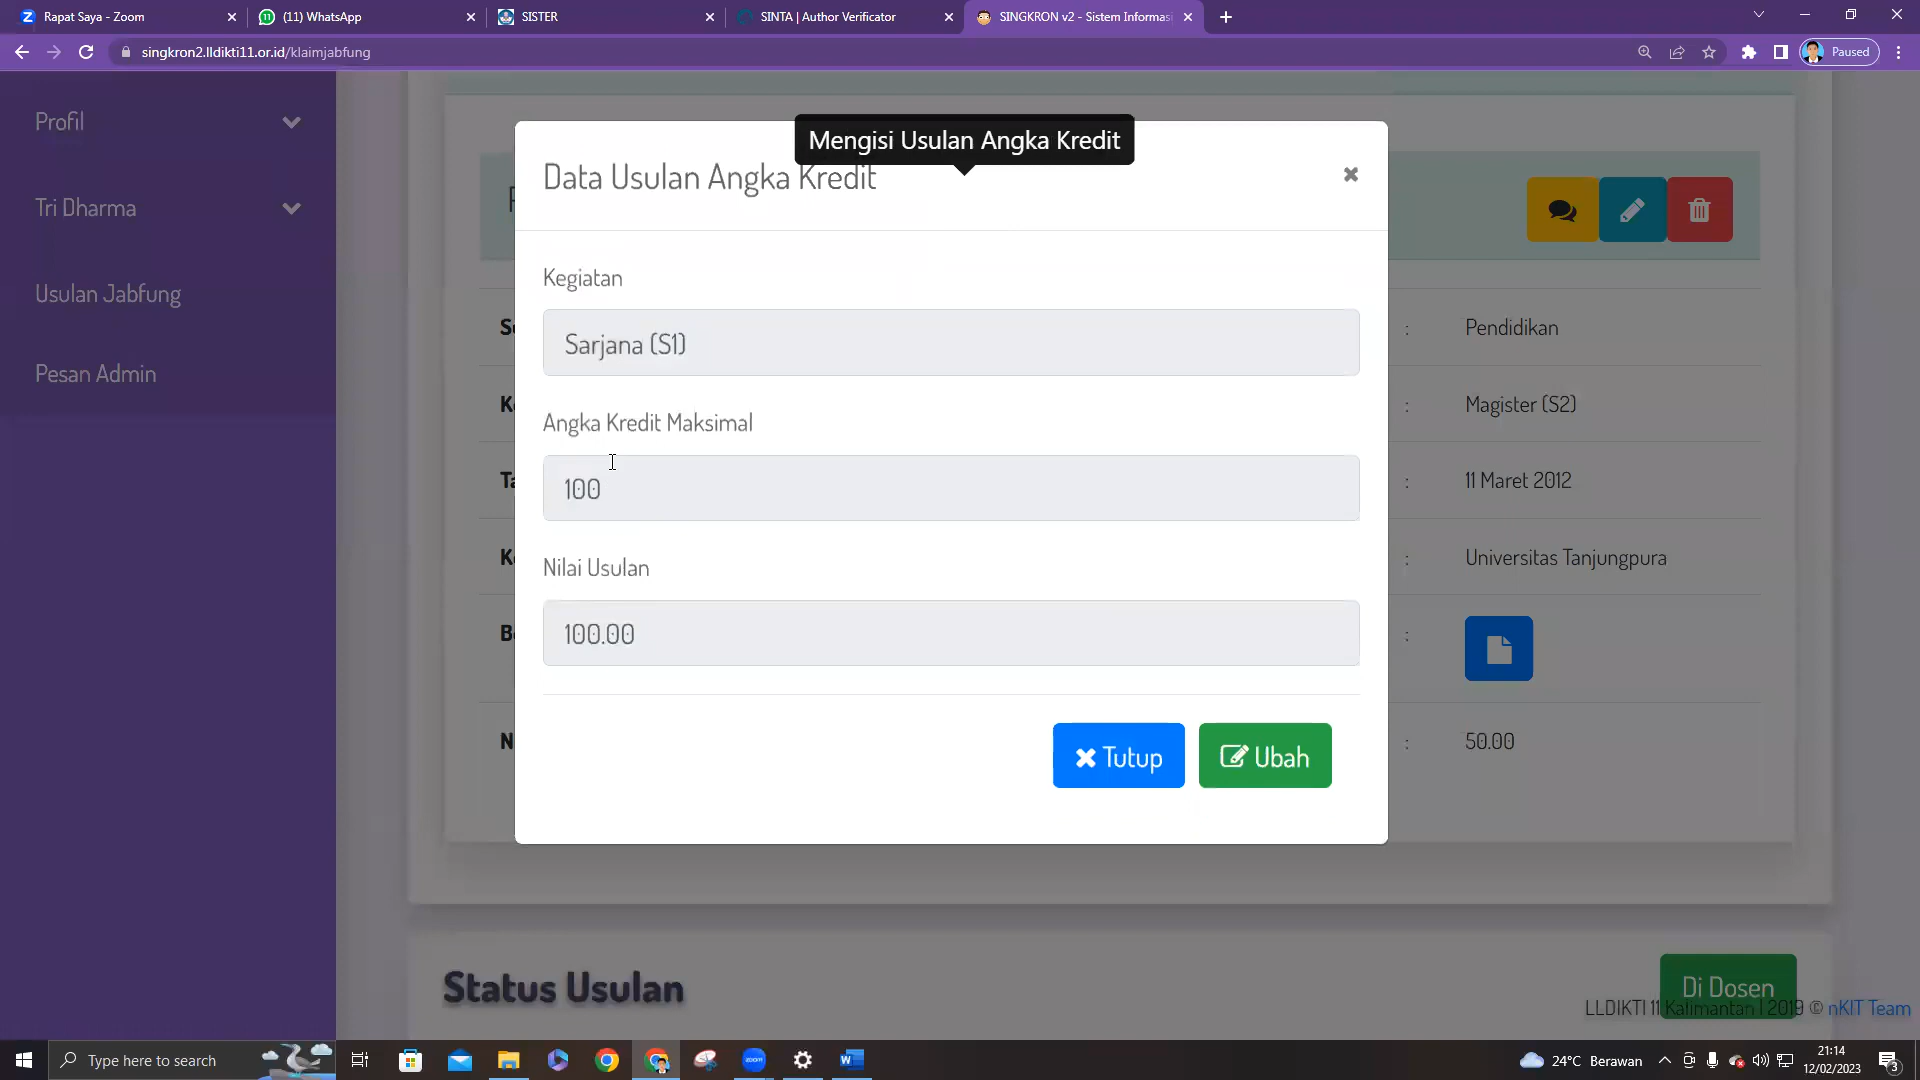 Rapat Saya - Zoom
(11) WhatsApp
SISTER
SINTA | Author Verificator
SINGKRON v2 - Sistem Informasi
singkron2.lldikti11.or.id/klaimjabfung
Paused
Profil
Tri Dharma
Usulan Jabfung
Pesan Admin
Mengisi Usulan Angka Kredit
Data Usulan Angka Kredit
Kegiatan
Sarjana (S1)
Angka Kredit Maksimal
100
Nilai Usulan
100.00
Tutup
Ubah
: Pendidikan
: Magister (S2)
: 11 Maret 2012
: Universitas Tanjungpura
:
: 50.00
Status Usulan
Di Dosen
LLDIKTI 11 Kalimantan | 2019 © nKIT Team
Type here to search
24°C Berawan
21:14
12/02/2023
3